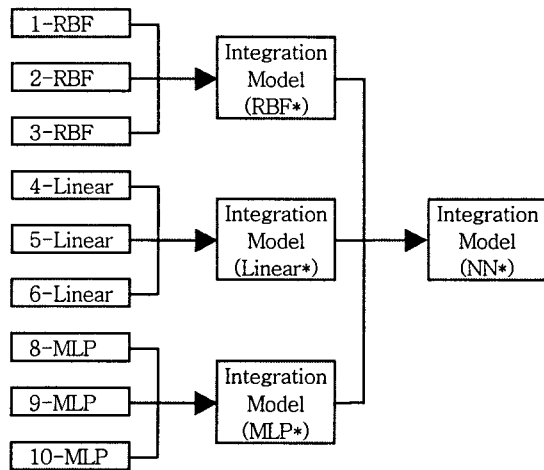 1-RBF
2-RBF
3-RBF
Integration
Model
(RBF*)
4-Linear
5-Linear
6-Linear
Integration
Model
(Linear*)
8-MLP
9-MLP
10-MLP
Integration
Model
(MLP*)
Integration
Model
(NN*)